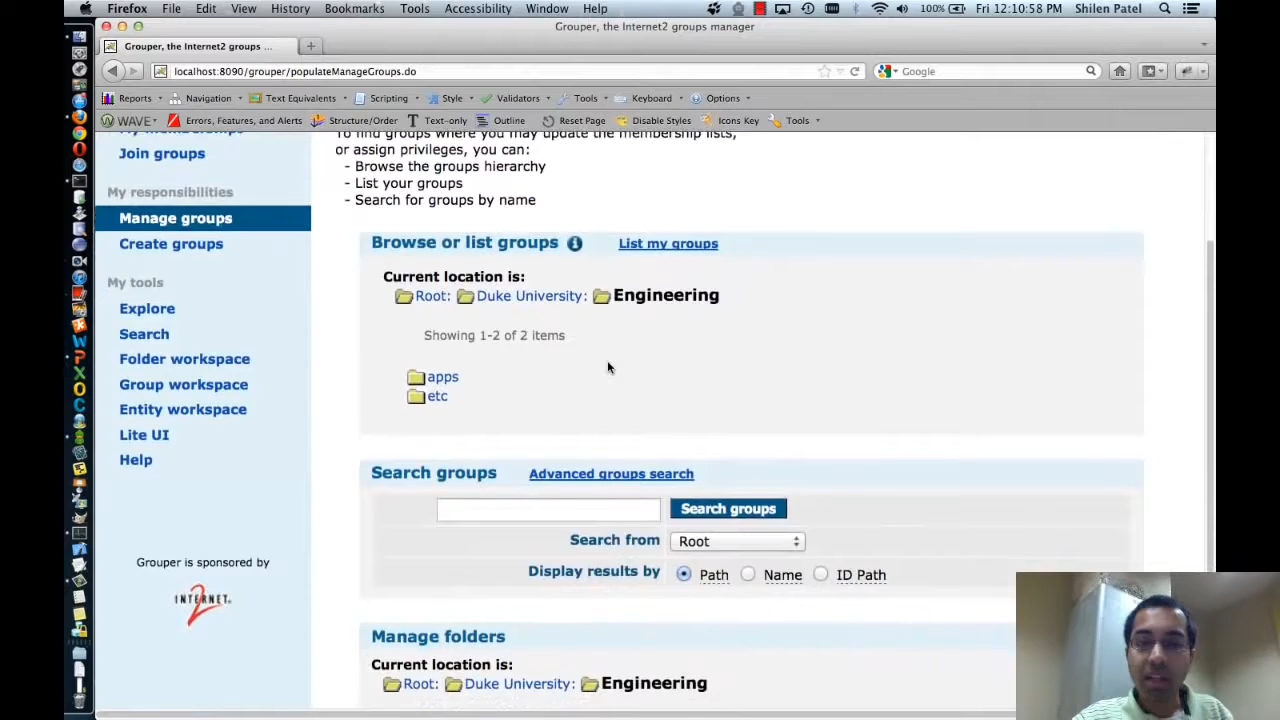 Firefox File Edit View History Bookmarks Tools Accessibility Window Help 100% Fri 12:10:58 PM Shilen Patel
Grouper, the Internet2 groups manager
Grouper, the Internet2 groups manager ...
localhost:8090/grouper/populateManageGroups.do Google
Reports Navigation Text Equivalents Scripting Style Validators Tools Keyboard Options
WAVE Errors, Features, and Alerts Structure/Order Text-only Outline Reset Page Disable Styles Icons Key Tools
My memberships
Join groups
My responsibilities
Manage groups
Create groups
My tools
Explore
Search
Folder workspace
Group workspace
Entity workspace
Lite UI
Help
Grouper is sponsored by
INTERNET 2
To find groups where you may update the membership lists,
or assign privileges, you can:
- Browse the groups hierarchy
- List your groups
- Search for groups by name
Browse or list groups List my groups
Current location is:
Root: Duke University: Engineering
Showing 1-2 of 2 items
apps
etc
Search groups Advanced groups search
Search groups
Search from Root
Display results by Path Name ID Path
Manage folders
Current location is:
Root: Duke University: Engineering